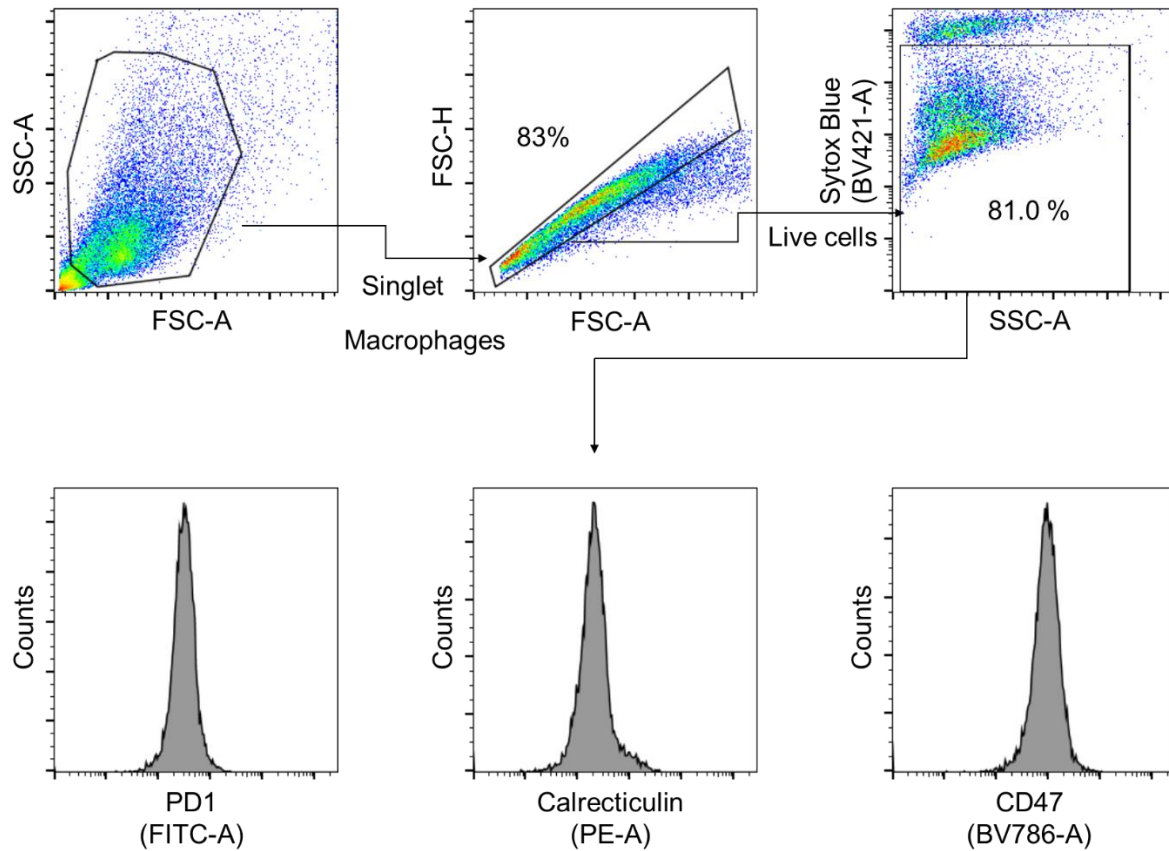 SSC-A
FSC-A
Singlet
Macrophages
FSC-H
83%
FSC-A
Live cells
Sytox Blue
(BV421-A)
81.0 %
SSC-A
Counts
PD1
(FITC-A)
Counts
Calrecticulin
(PE-A)
Counts
CD47
(BV786-A)